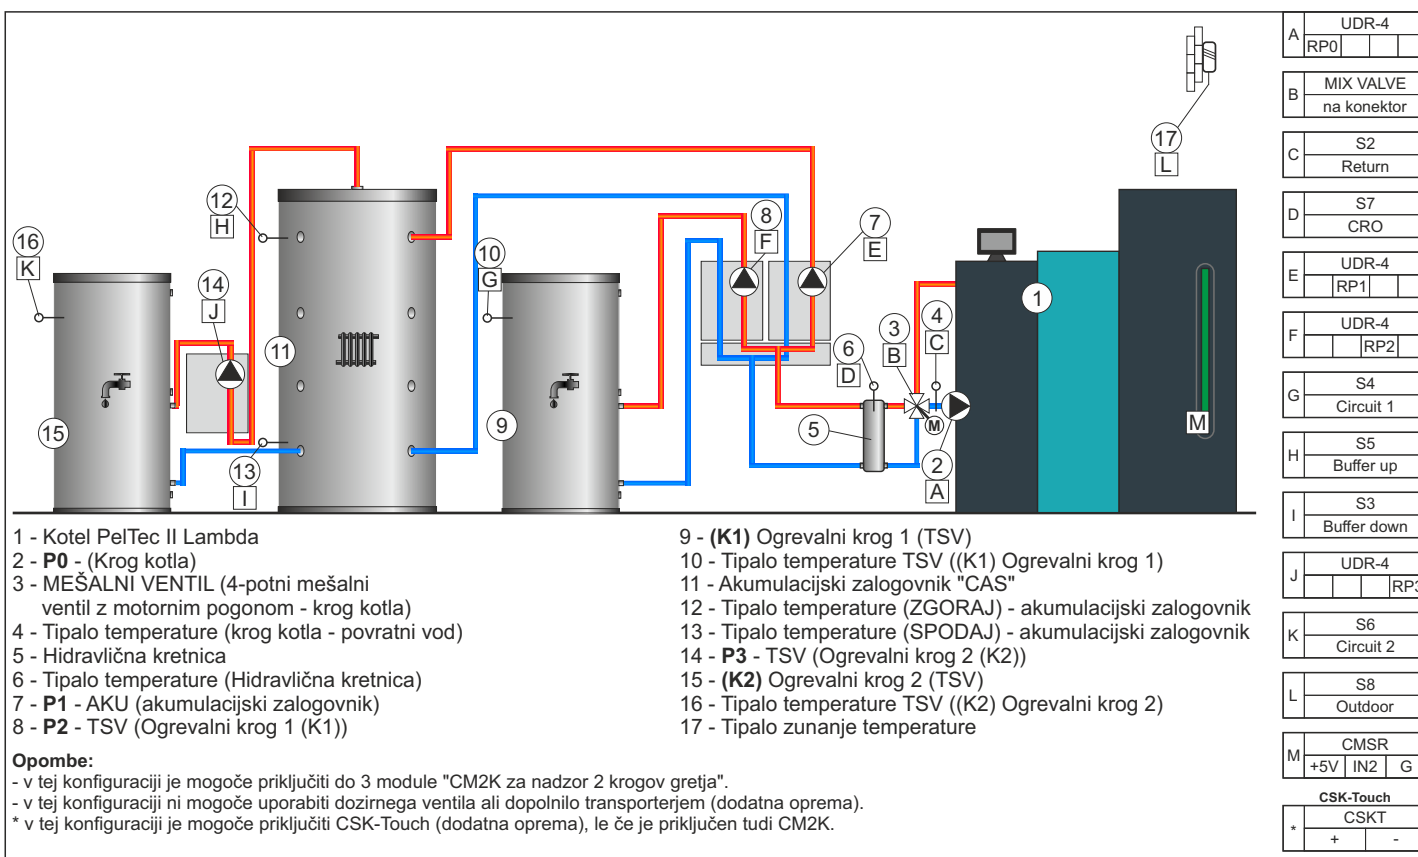 A UDR-4
RP0
B MIX VALVE
na konektor
C S2
Return
D S7
CRO
E UDR-4
RP1
F UDR-4
RP2
G S4
Circuit 1
H S5
Buffer up
I S3
Buffer down
J UDR-4
RP3
K S6
Circuit 2
L S8
Outdoor
M CMSR
+5V IN2 G
CSK-Touch
* CSKT
+ -
17
L
12
H
16
K
14
J
11
15
13
I
10
G
9
8
F
7
E
6
D
5
3
B
4
C
M
2
A
1
M
1 - Kotel PelTec II Lambda
2 - P0 - (Krog kotla)
3 - MEŠALNI VENTIL (4-potni mešalni
ventil z motornim pogonom - krog kotla)
4 - Tipalo temperature (krog kotla - povratni vod)
5 - Hidravlična kretnica
6 - Tipalo temperature (Hidravlična kretnica)
7 - P1 - AKU (akumulacijski zalogovnik)
8 - P2 - TSV (Ogrevalni krog 1 (K1))
9 - (K1) Ogrevalni krog 1 (TSV)
10 - Tipalo temperature TSV ((K1) Ogrevalni krog 1)
11 - Akumulacijski zalogovnik "CAS"
12 - Tipalo temperature (ZGORAJ) - akumulacijski zalogovnik
13 - Tipalo temperature (SPODAJ) - akumulacijski zalogovnik
14 - P3 - TSV (Ogrevalni krog 2 (K2))
15 - (K2) Ogrevalni krog 2 (TSV)
16 - Tipalo temperature TSV ((K2) Ogrevalni krog 2)
17 - Tipalo zunanje temperature
Opombe:
- v tej konfiguraciji je mogoče priključiti do 3 module "CM2K za nadzor 2 krogov gretja".
- v tej konfiguraciji ni mogoče uporabiti dozirnega ventila ali dopolnilo transporterjem (dodatna oprema).
* v tej konfiguraciji je mogoče priključiti CSK-Touch (dodatna oprema), le če je priključen tudi CM2K.